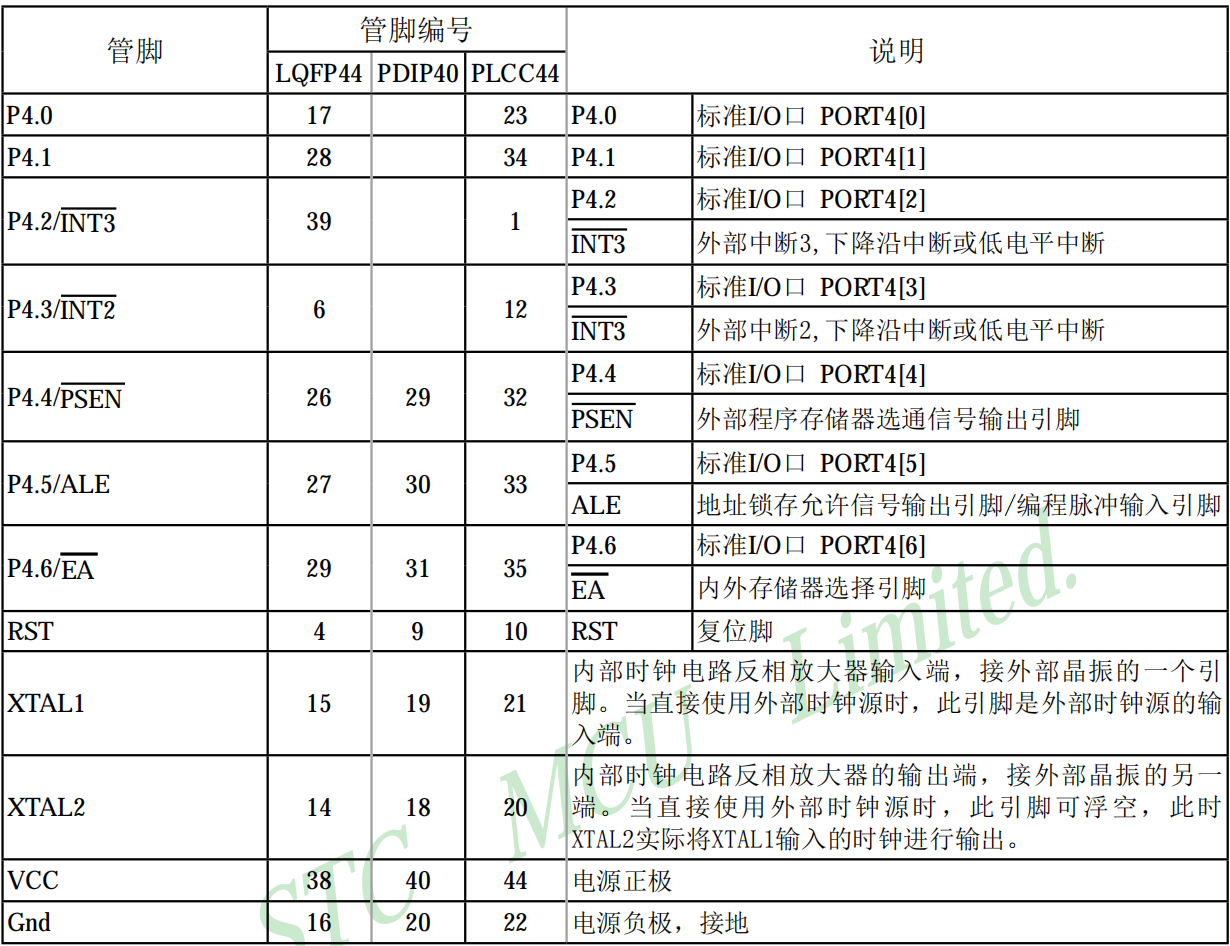 管脚 管脚编号 说明
LQFP44 PDIP40 PLCC44
P4.0 17 23 P4.0 标准I/O口 PORT4[0]
P4.1 28 34 P4.1 标准I/O口 PORT4[1]
P4.2/INT3 39 1 P4.2 标准I/O口 PORT4[2]
INT3 外部中断3,下降沿中断或低电平中断
P4.3/INT2 6 12 P4.3 标准I/O口 PORT4[3]
INT3 外部中断2,下降沿中断或低电平中断
P4.4/PSEN 26 29 32 P4.4 标准I/O口 PORT4[4]
PSEN 外部程序存储器选通信号输出引脚
P4.5/ALE 27 30 33 P4.5 标准I/O口 PORT4[5]
ALE 地址锁存允许信号输出引脚/编程脉冲输入引脚
P4.6/EA 29 31 35 P4.6 标准I/O口 PORT4[6]
EA 内外存储器选择引脚
RST 4 9 10 RST 复位脚
XTAL1 15 19 21 内部时钟电路反相放大器输入端，接外部晶振的一个引
脚。当直接使用外部时钟源时，此引脚是外部时钟源的输
入端。
XTAL2 14 18 20 内部时钟电路反相放大器的输出端，接外部晶振的另一
端。当直接使用外部时钟源时，此引脚可浮空，此时
XTAL2实际将XTAL1输入的时钟进行输出。
VCC 38 40 44 电源正极
Gnd 16 20 22 电源负极，接地
STC MCU Limited.